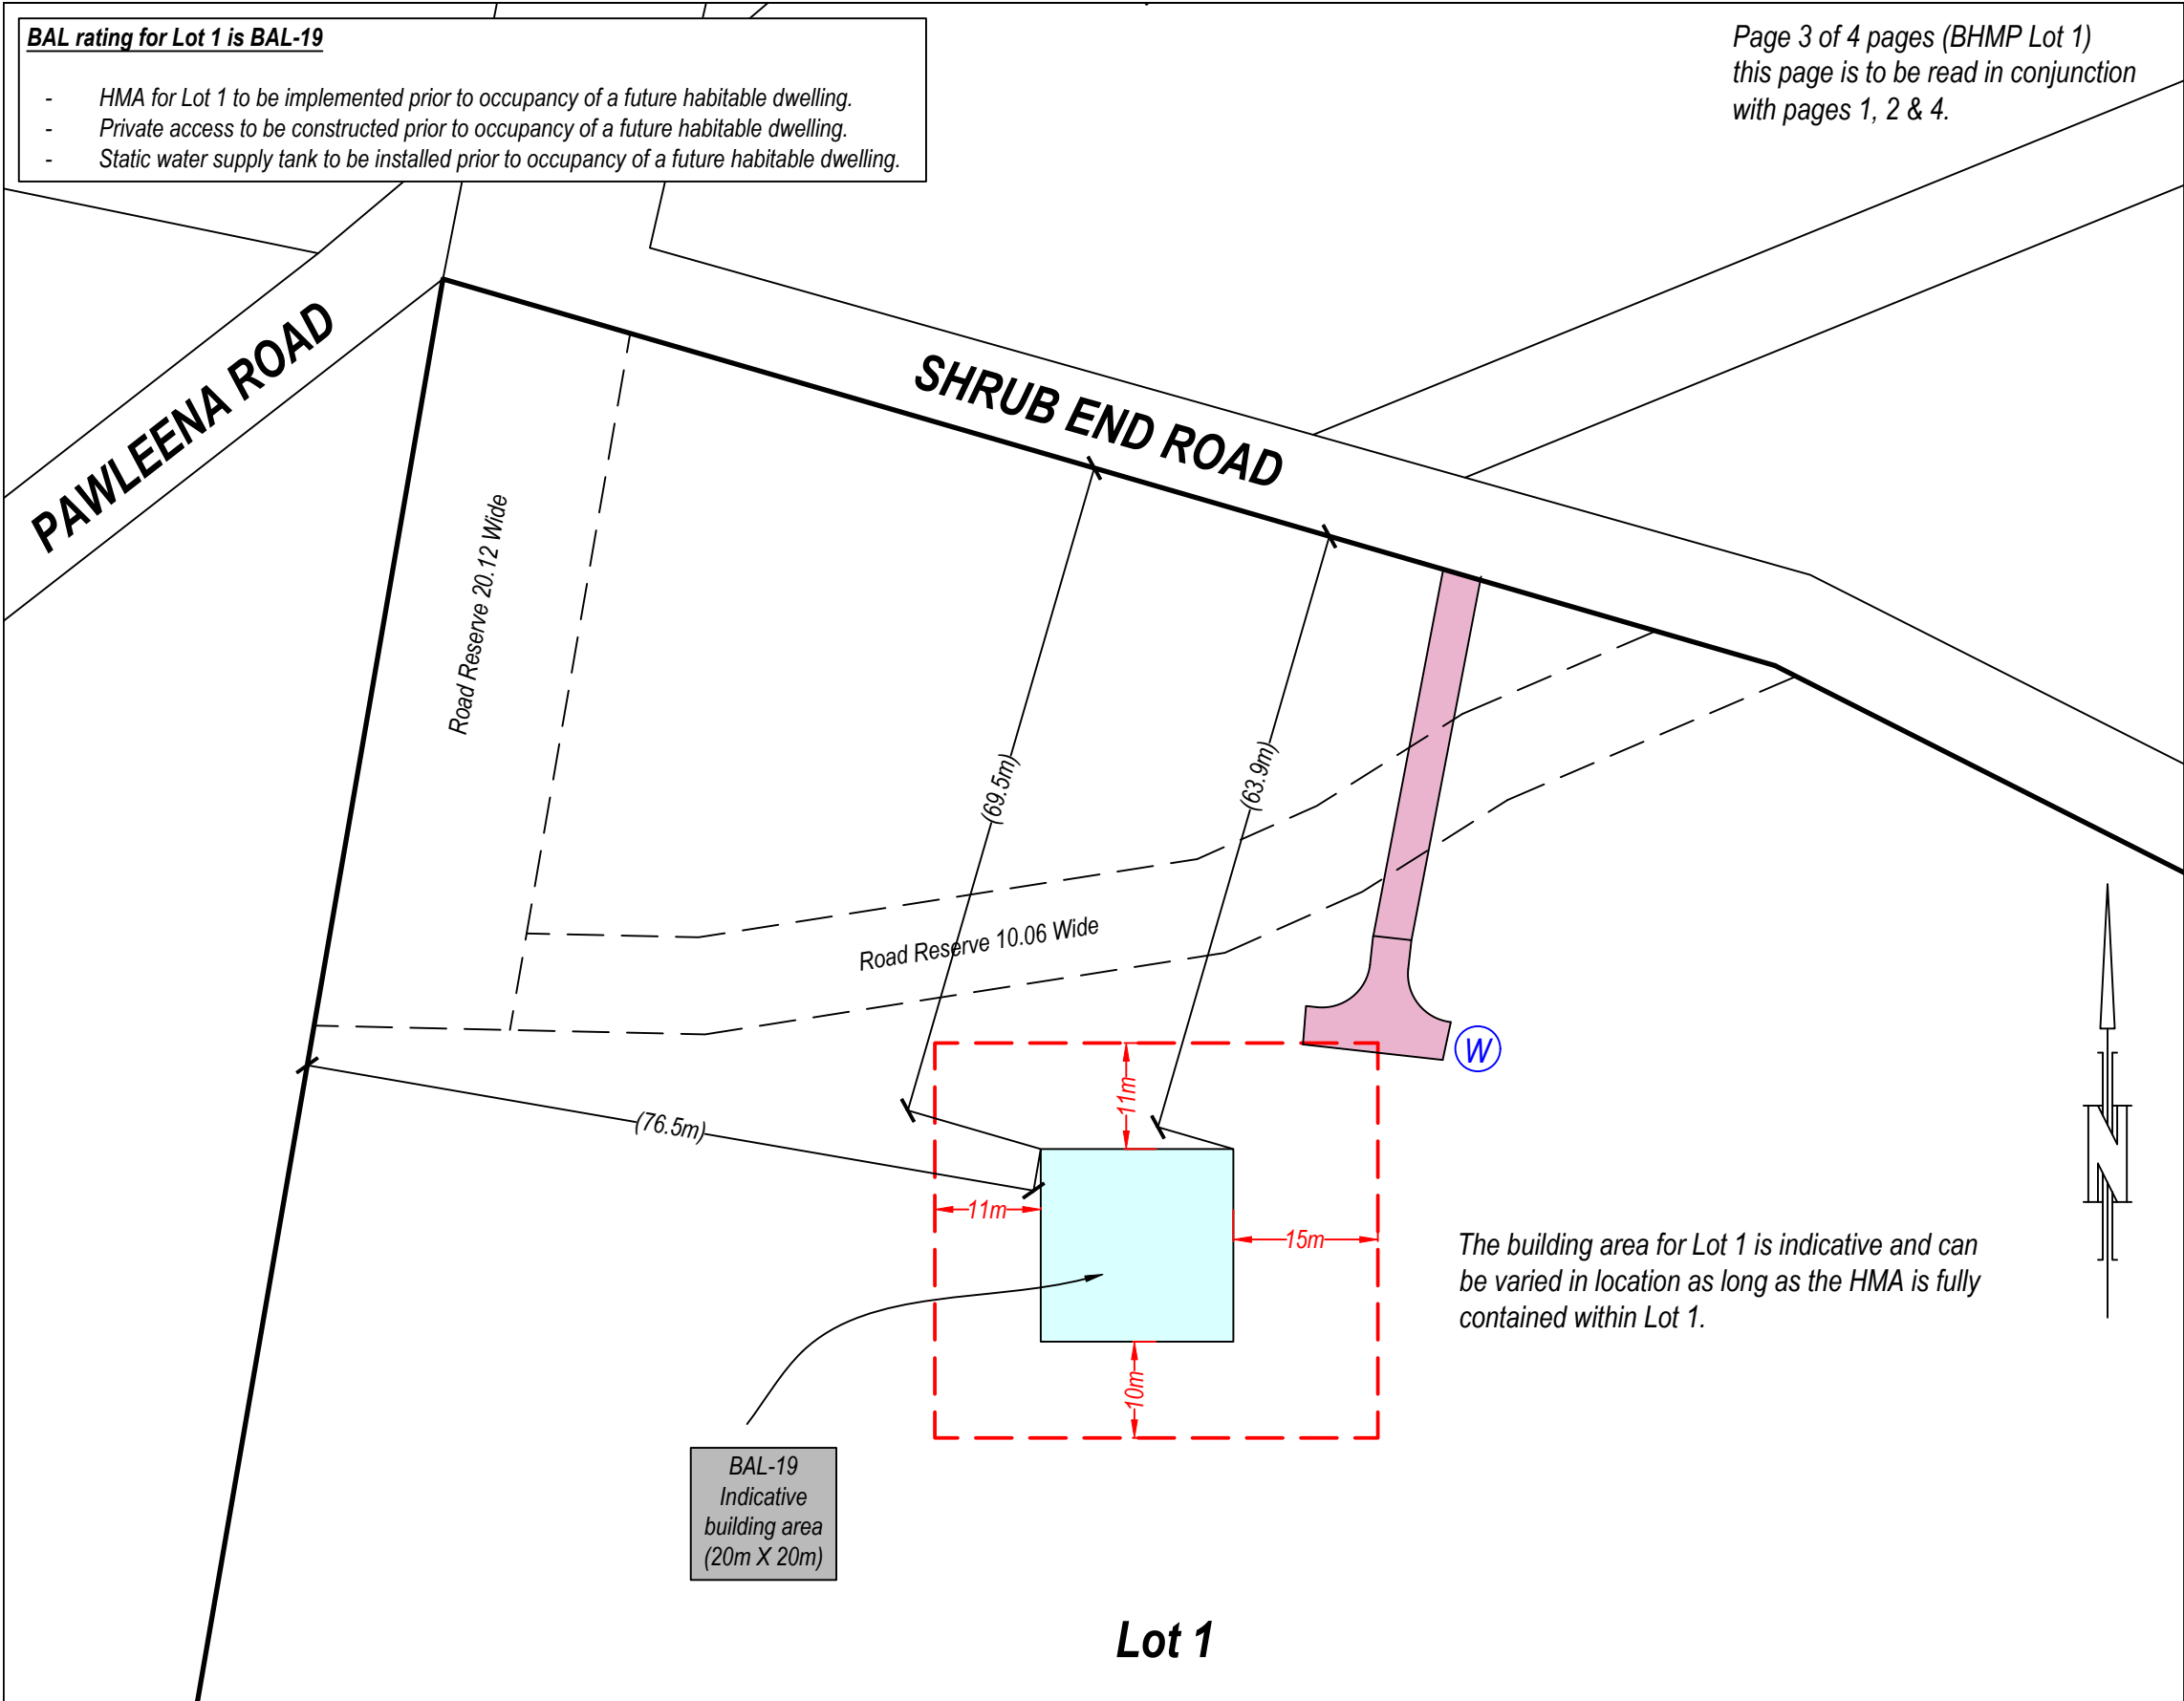 BAL rating for Lot 1 is BAL-19
- HMA for Lot 1 to be implemented prior to occupancy of a future habitable dwelling.
- Private access to be constructed prior to occupancy of a future habitable dwelling.
- Static water supply tank to be installed prior to occupancy of a future habitable dwelling.
Page 3 of 4 pages (BHMP Lot 1)
this page is to be read in conjunction
with pages 1, 2 & 4.
PAWLEENA ROAD
SHRUB END ROAD
Road Reserve 20.12 Wide
(69.5m)
(63.9m)
Road Reserve 10.06 Wide
W
11m
(76.5m)
11m
15m
N
The building area for Lot 1 is indicative and can
be varied in location as long as the HMA is fully
contained within Lot 1.
10m
BAL-19
Indicative
building area
(20m X 20m)
Lot 1